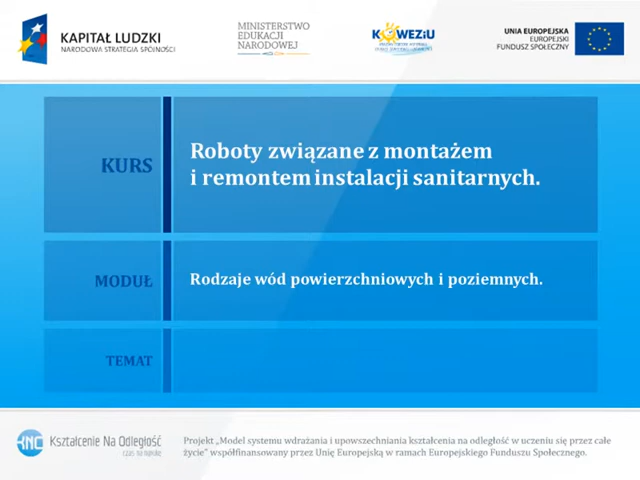 KAPITAŁ LUDZKI
NARODOWA STRATEGIA SPÓJNOŚCI
MINISTERSTWO
EDUKACJI
NARODOWEJ
KOWEZiU
UNIA EUROPEJSKA
EUROPEJSKI
FUNDUSZ SPOŁECZNY
KURS
Roboty związane z montażem
i remontem instalacji sanitarnych.
MODUŁ
Rodzaje wód powierzchniowych i poziemnych.
TEMAT
KNO Kształcenie Na Odległość
Projekt „Model systemu wdrażania i upowszechniania kształcenia na odległość w uczeniu się przez całe
życie” współfinansowany przez Unię Europejską w ramach Europejskiego Funduszu Społecznego.